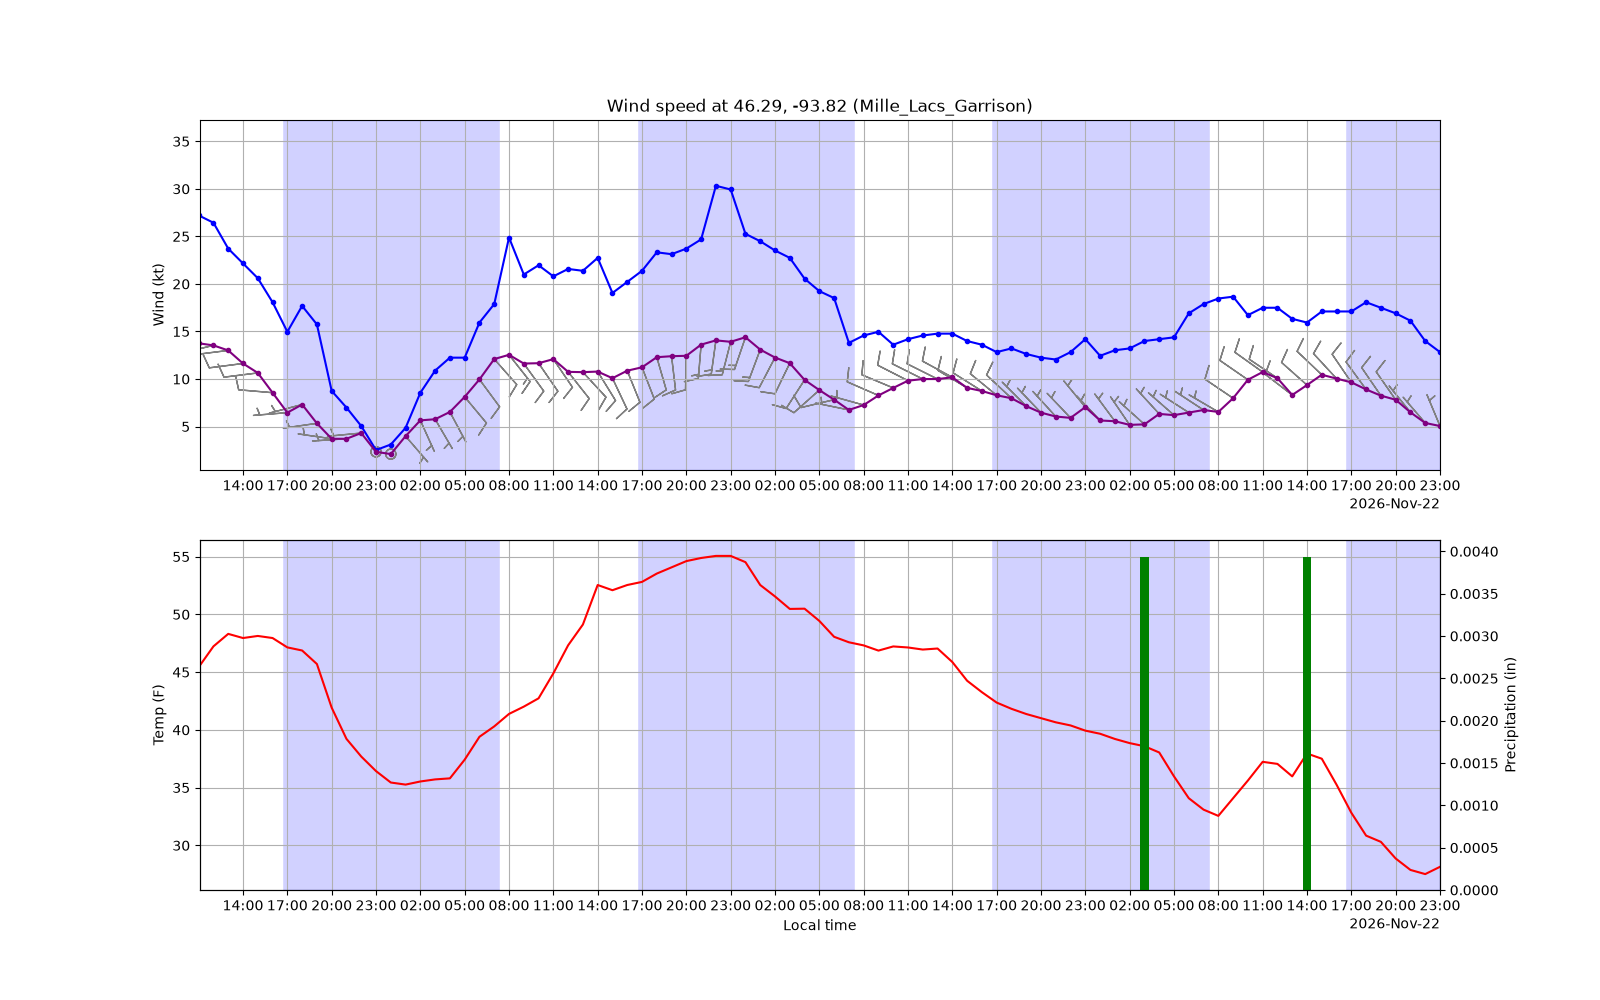 Wind speed at 46.29, -93.82 (Mille_Lacs_Garrison)
35
30
25
20
15
10
5
Wind (kt)
14:00 17:00 20:00 23:00 02:00 05:00 08:00 11:00 14:00 17:00 20:00 23:00 02:00 05:00 08:00 11:00 14:00 17:00 20:00 23:00 02:00 05:00 08:00 11:00 14:00 17:00 20:00 23:00
2026-Nov-22
55
50
45
40
35
30
Temp (F)
0.0040
0.0035
0.0030
0.0025
0.0020
0.0015
0.0010
0.0005
0.0000
Precipitation (in)
14:00 17:00 20:00 23:00 02:00 05:00 08:00 11:00 14:00 17:00 20:00 23:00 02:00 05:00 08:00 11:00 14:00 17:00 20:00 23:00 02:00 05:00 08:00 11:00 14:00 17:00 20:00 23:00
Local time
2026-Nov-22